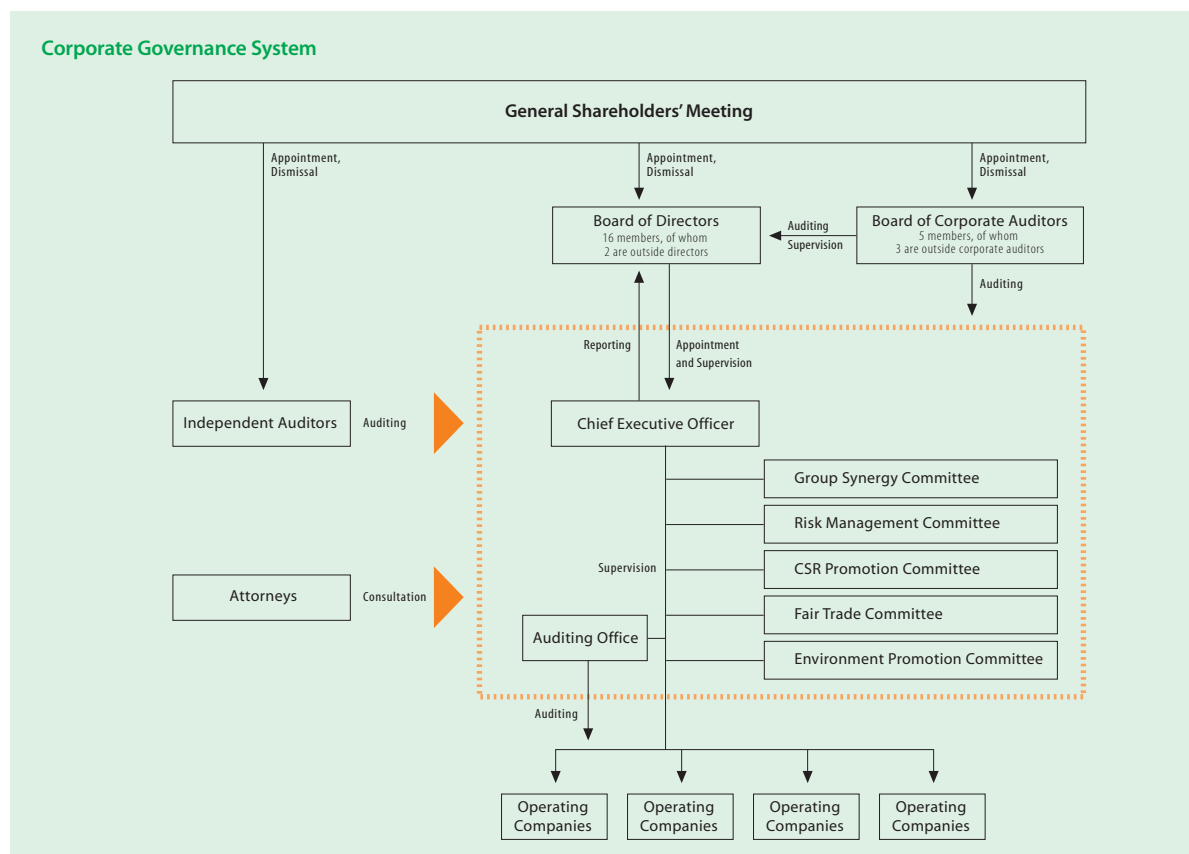 Corporate Governance System
General Shareholders’ Meeting
Appointment,
Dismissal
Appointment,
Dismissal
Appointment,
Dismissal
Board of Directors
16 members, of whom
2 are outside directors
Auditing
Supervision
Board of Corporate Auditors
5 members, of whom
3 are outside corporate auditors
Auditing
Reporting
Appointment
and Supervision
Independent Auditors
Auditing
Chief Executive Officer
Group Synergy Committee
Risk Management Committee
Supervision
CSR Promotion Committee
Attorneys
Consultation
Fair Trade Committee
Auditing Office
Environment Promotion Committee
Auditing
Operating
Companies
Operating
Companies
Operating
Companies
Operating
Companies